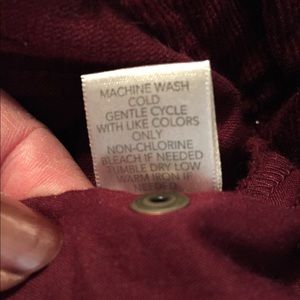 MACHINE WASH
COLD
GENTLE CYCLE
WITH LIKE COLORS
ONLY
NON-CHLORINE
BLEACH IF NEEDED
TUMBLE DRY LOW
WARM IRON IF
NEEDED